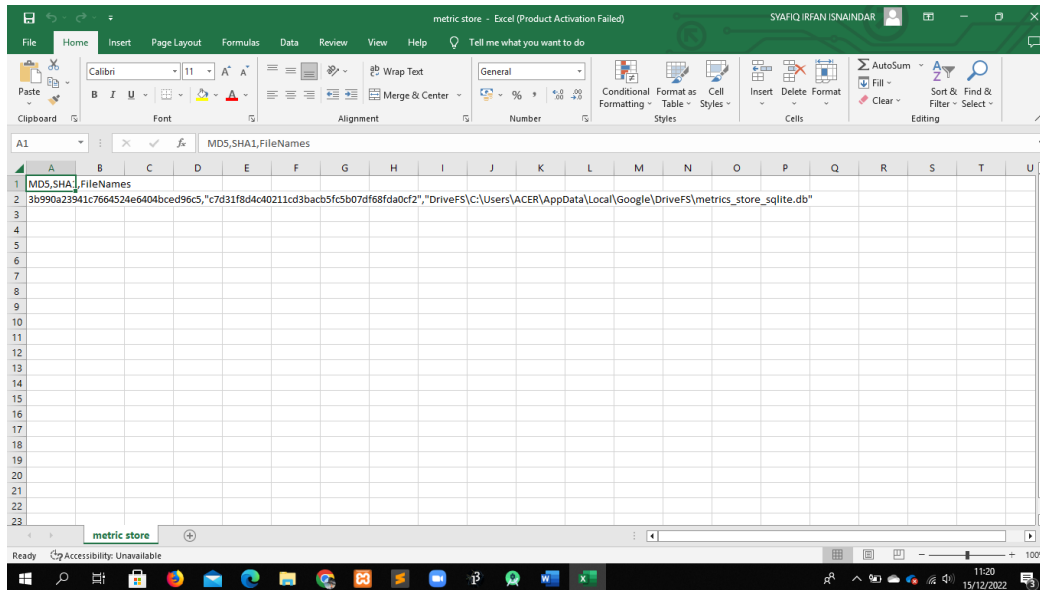 metric store - Excel (Product Activation Failed)
SYAFIQ IRFAN ISNAINDAR
File Home Insert Page Layout Formulas Data Review View Help Tell me what you want to do
Paste
Clipboard
Calibri 11
B I U
Font
Wrap Text
Merge & Center
Alignment
General
Number
Conditional Formatting
Format as Table
Cell Styles
Styles
Insert Delete Format
Cells
AutoSum
Fill
Clear
Sort & Filter
Find & Select
Editing
A1 fx MD5,SHA1,FileNames
A B C D E F G H I J K L M N O P Q R S T U
1 MD5,SHA1,FileNames
2 3b990a23941c7664524e6404bced96c5,"c7d31f8d4c40211cd3bacb5fc5b07df68fda0cf2","DriveFS\C:\Users\ACER\AppData\Local\Google\DriveFS\metrics_store_sqlite.db"
3
4
5
6
7
8
9
10
11
12
13
14
15
16
17
18
19
20
21
22
23
metric store
Ready Accessibility: Unavailable 100%
11:20
15/12/2022